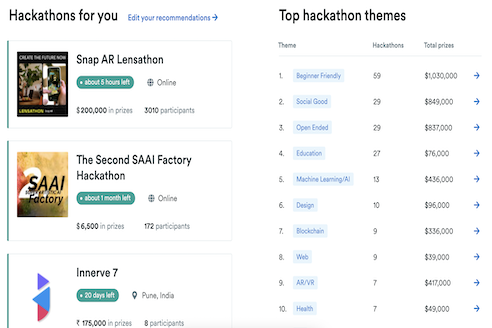 Hackathons for you
Edit your recommendations →
CREATE THE FUTURE NOW
LENSATHON
Snap AR Lensathon
about 5 hours left
Online
$200,000 in prizes
3010 participants
SAAI
Factory
The Second SAAI Factory
Hackathon
about 1 month left
Online
$6,500 in prizes
172 participants
Innerve 7
20 days left
Pune, India
₹ 175,000 in prizes
8 participants
Top hackathon themes
Theme Hackathons Total prizes
1. Beginner Friendly 59 $1,030,000 →
2. Social Good 29 $849,000 →
3. Open Ended 29 $837,000 →
4. Education 27 $76,000 →
5. Machine Learning/AI 13 $436,000 →
6. Design 10 $96,000 →
7. Blockchain 9 $336,000 →
8. Web 9 $39,000 →
9. AR/VR 7 $417,000 →
10. Health 7 $49,000 →